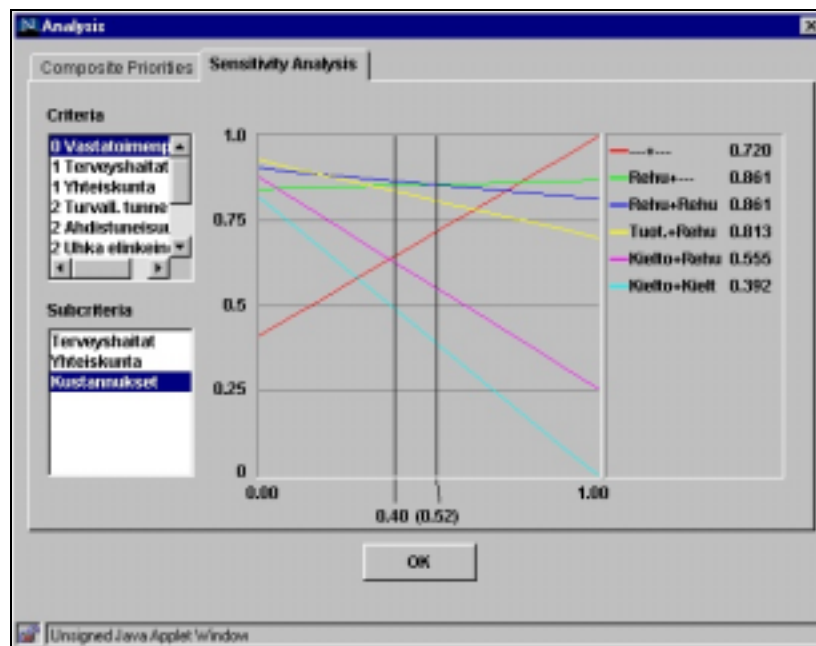 Analysis
Composite Priorities
Sensitivity Analysis
Criteria
0 Vastatoimenp
1 Terveyshaitat
1 Yhteiskunta
2 Turvall. tunne
2 Ahdistuneisuu
2 Uhka elinkein
Subcriteria
Terveyshaitat
Yhteiskunta
Kustannukset
1.0
0.75
0.5
0.25
0
0.00
1.00
0.40 (0.52)
---+--- 0.720
Rehu+--- 0.861
Rehu+Rehu 0.861
Tuot.+Rehu 0.813
Kielto+Rehu 0.555
Kielto+Kielt 0.392
OK
Unsigned Java Applet Window